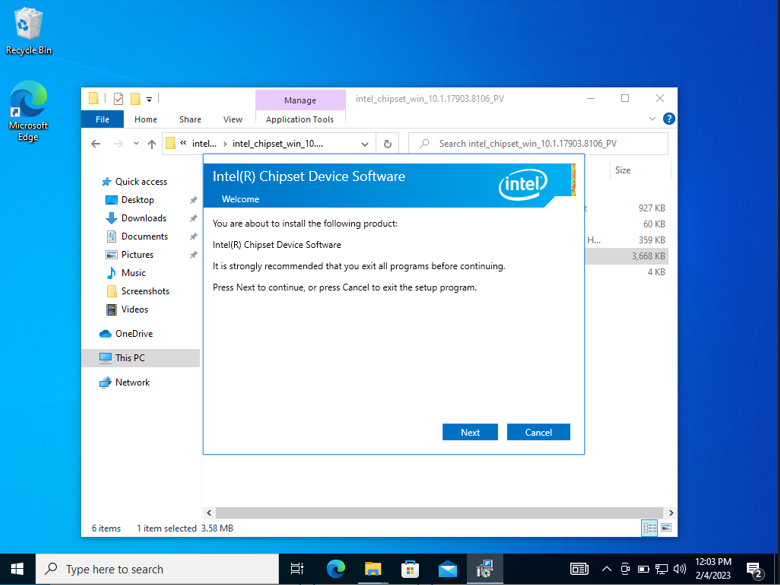 Recycle Bin
Microsoft
Edge
Manage
intel_chipset_win_10.1.17903.8106_PV
File
Home
Share
View
Application Tools
« intel... › intel_chipset_win_10....
Search intel_chipset_win_10.1.17903.8106_PV
Size
Quick access
Desktop
Downloads
Documents
Pictures
Music
Screenshots
Videos
OneDrive
This PC
Network
927 KB
60 KB
H... 359 KB
3,668 KB
4 KB
Intel(R) Chipset Device Software
intel
Welcome
You are about to install the following product:
Intel(R) Chipset Device Software
It is strongly recommended that you exit all programs before continuing.
Press Next to continue, or press Cancel to exit the setup program.
Next
Cancel
6 items
1 item selected 3.58 MB
Type here to search
12:03 PM
2/4/2023
2